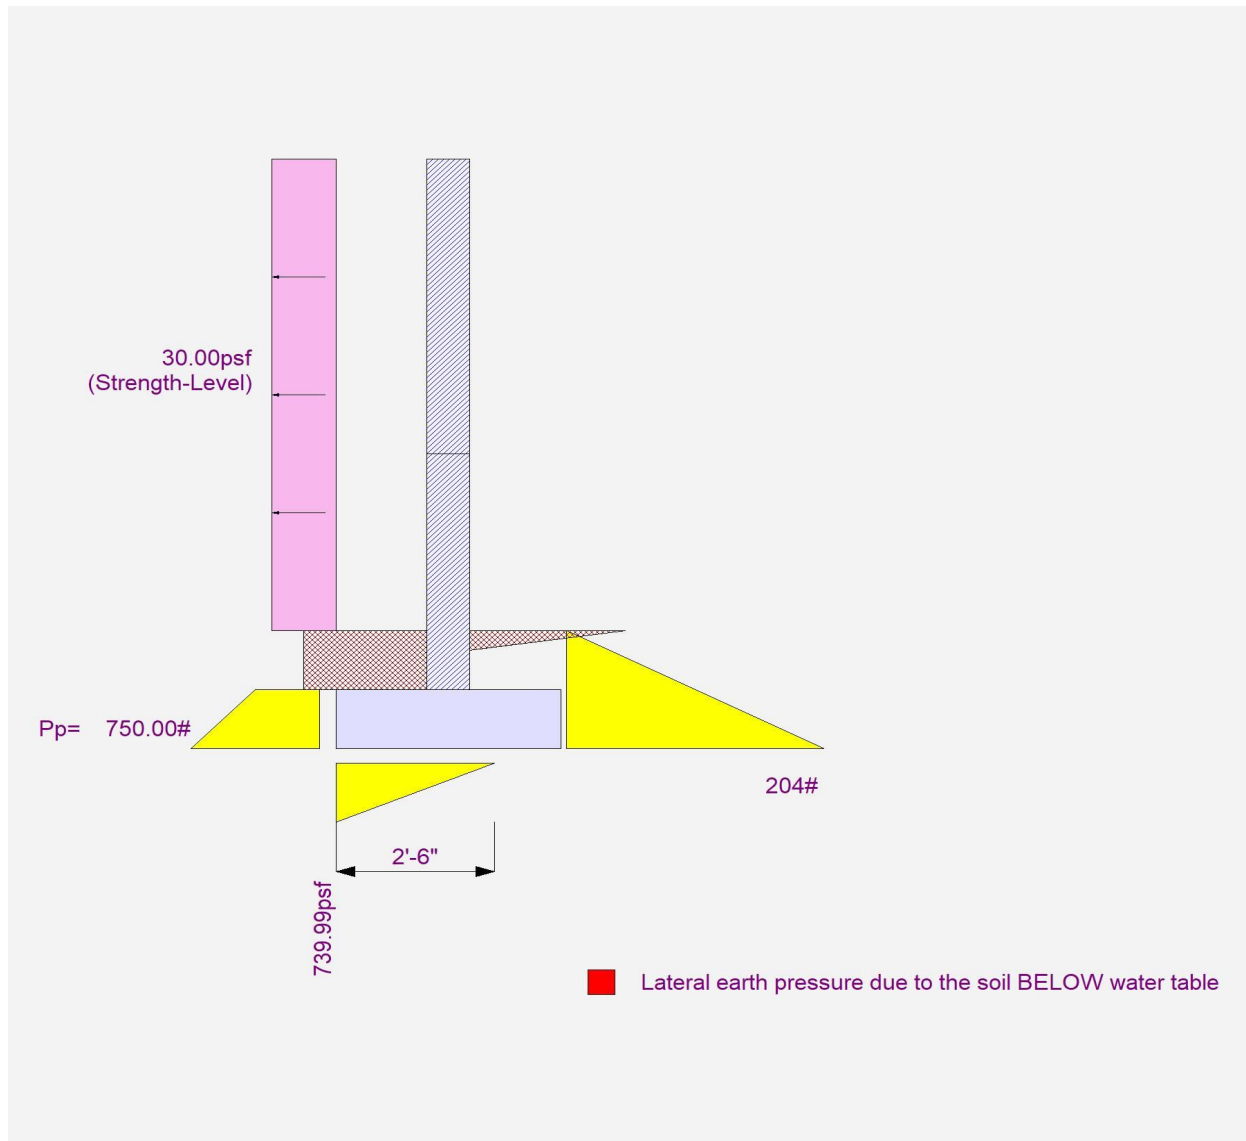 30.00psf
(Strength-Level)
Pp= 750.00#
204#
2'-6"
739.99psf
Lateral earth pressure due to the soil BELOW water table